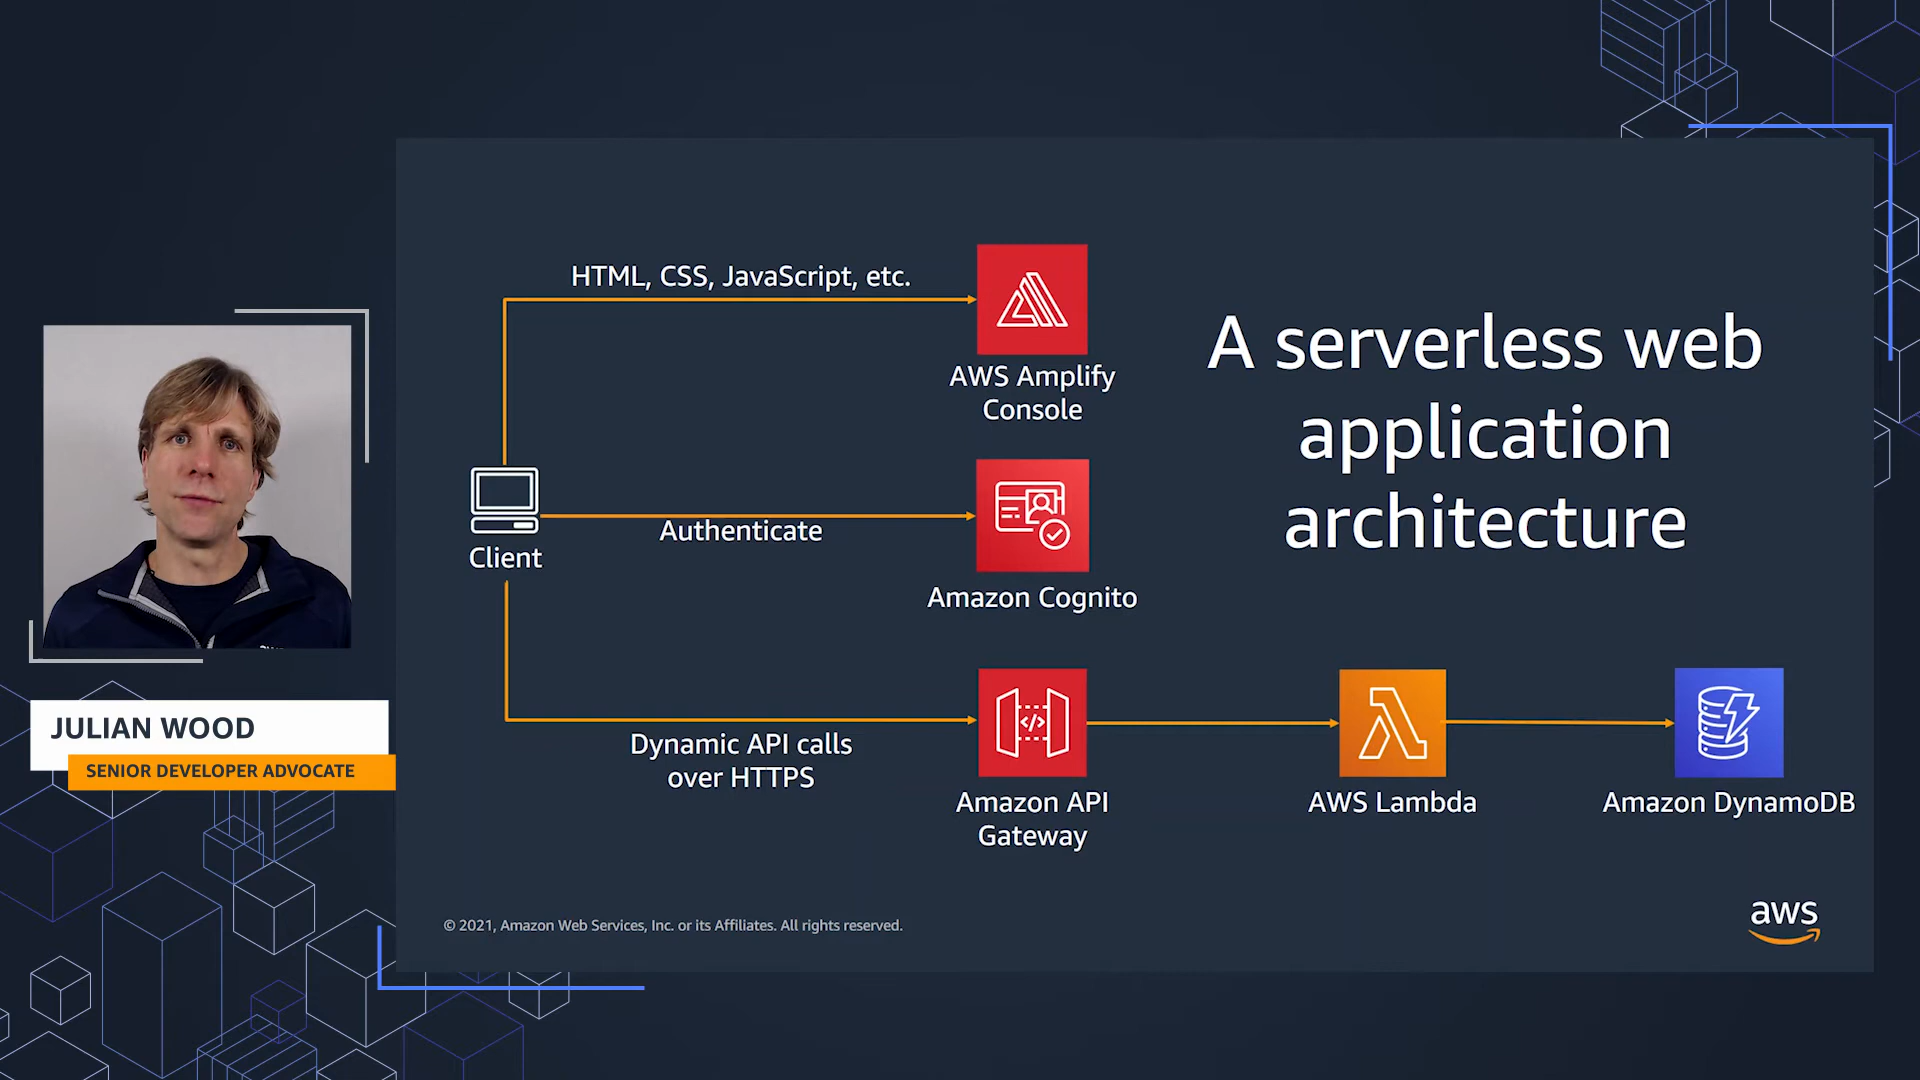 HTML, CSS, JavaScript, etc.
AWS Amplify
Console
A serverless web
application
architecture
Client
Authenticate
Amazon Cognito
Dynamic API calls
over HTTPS
</>
Amazon API
Gateway
AWS Lambda
Amazon DynamoDB
JULIAN WOOD
SENIOR DEVELOPER ADVOCATE
© 2021, Amazon Web Services, Inc. or its Affiliates. All rights reserved.
aws